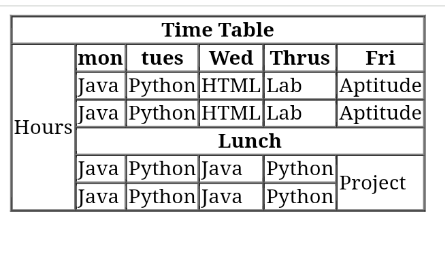 Time Table
mon tues Wed Thrus Fri
Java Python HTML Lab Aptitude
Java Python HTML Lab Aptitude
Hours
Lunch
Java Python Java Python
Project
Java Python Java Python